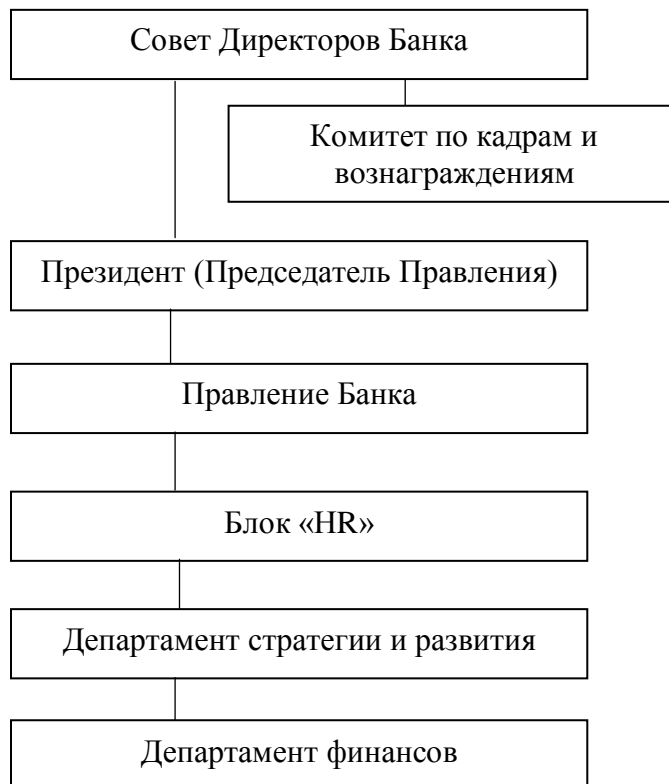 Совет Директоров Банка
Комитет по кадрам и
вознаграждениям
Президент (Председатель Правления)
Правление Банка
Блок «HR»
Департамент стратегии и развития
Департамент финансов